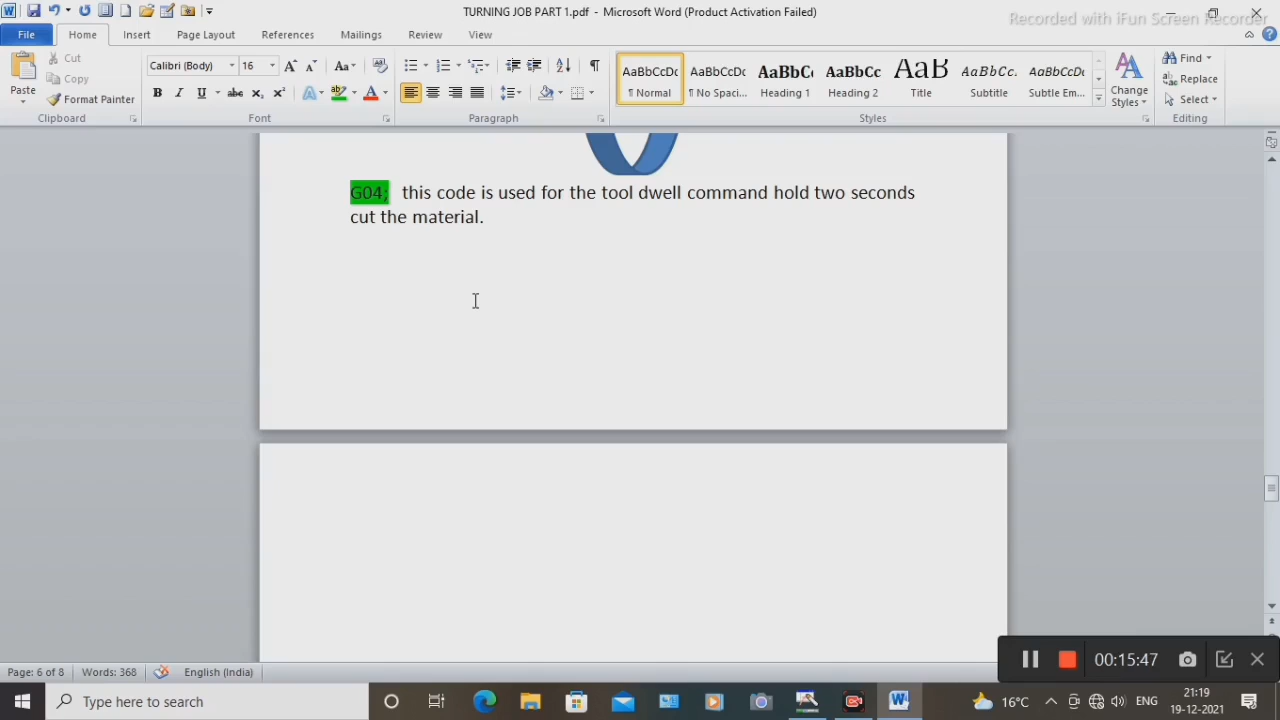 TURNING JOB PART 1.pdf - Microsoft Word (Product Activation Failed)
Recorded with iFun Screen Recorder
File Home Insert Page Layout References Mailings Review View
Paste
Cut
Copy
Format Painter
Clipboard
Calibri (Body) 16
Font
Paragraph
AaBbCcDc AaBbCcDc AaBbC AaBbCc AaB AaBbCc. AaBbCcDc
¶ Normal ¶ No Spaci... Heading 1 Heading 2 Title Subtitle Subtle Em...
Change
Styles
Styles
Find
Replace
Select
Editing
G04; this code is used for the tool dwell command hold two seconds
cut the material.
00:15:47
Page: 6 of 8 Words: 368 English (India)
Type here to search
16°C ENG
21:19
19-12-2021